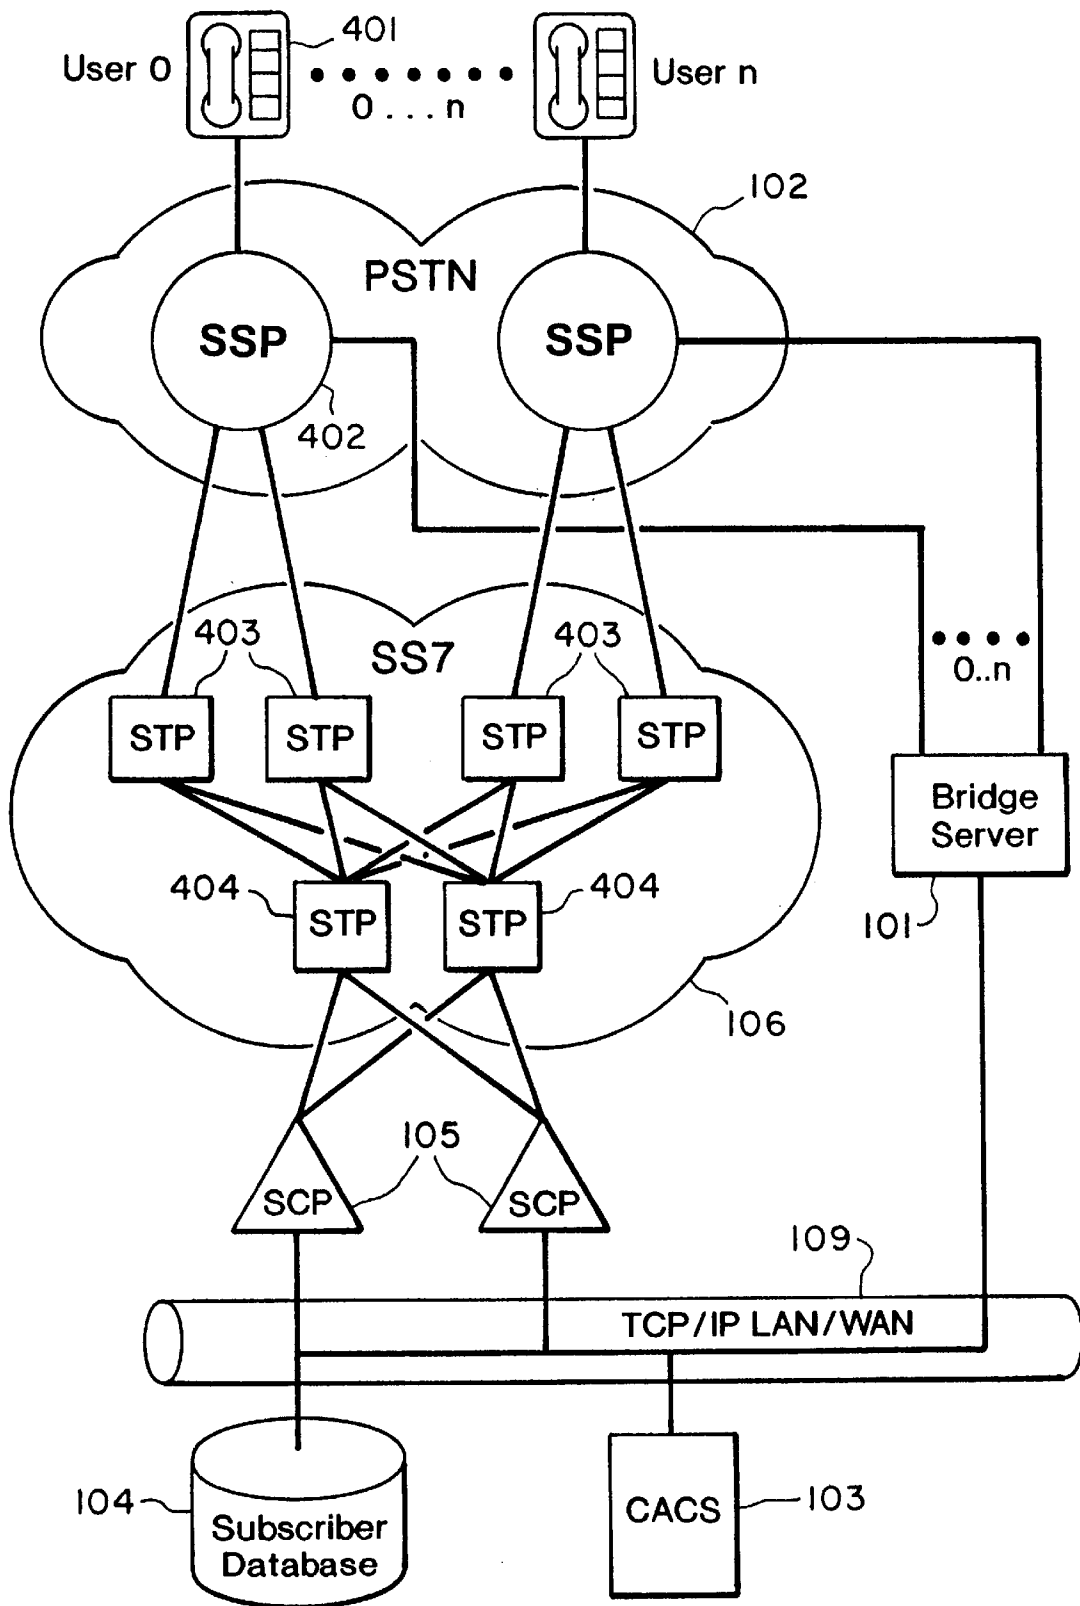 401
User 0
User n
0 . . . n
102
PSTN
SSP
SSP
402
403
403
SS7
0..n
STP
STP
STP
STP
Bridge
Server
404
404
STP
STP
101
106
105
SCP
SCP
109
TCP/IP LAN/WAN
104
103
CACS
Subscriber
Database